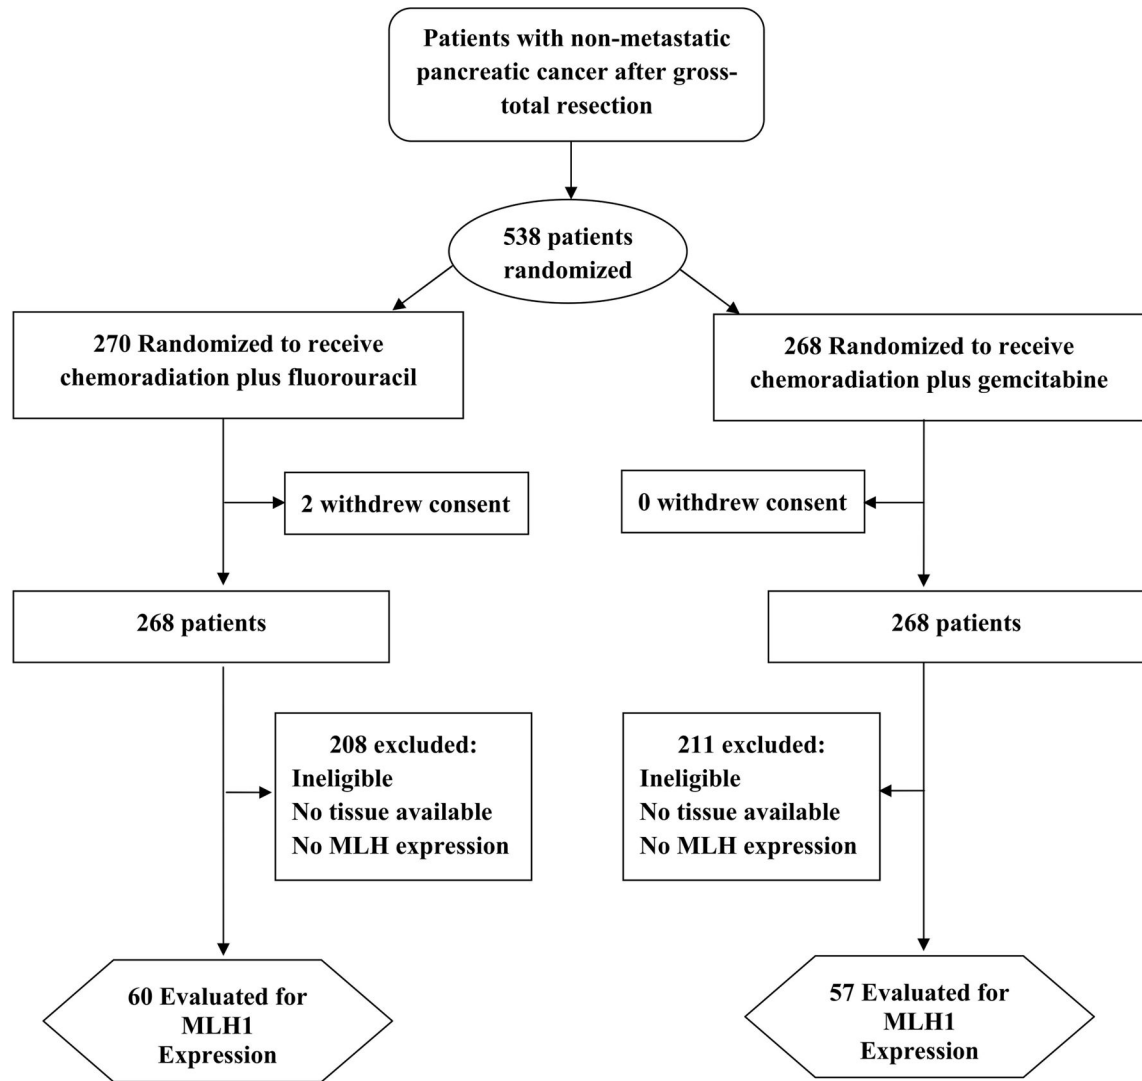 Patients with non-metastatic
pancreatic cancer after gross-
total resection
538 patients
randomized
270 Randomized to receive
chemoradiation plus fluorouracil
268 Randomized to receive
chemoradiation plus gemcitabine
2 withdrew consent
0 withdrew consent
268 patients
268 patients
208 excluded:
Ineligible
No tissue available
No MLH expression
211 excluded:
Ineligible
No tissue available
No MLH expression
60 Evaluated for
MLH1
Expression
57 Evaluated for
MLH1
Expression